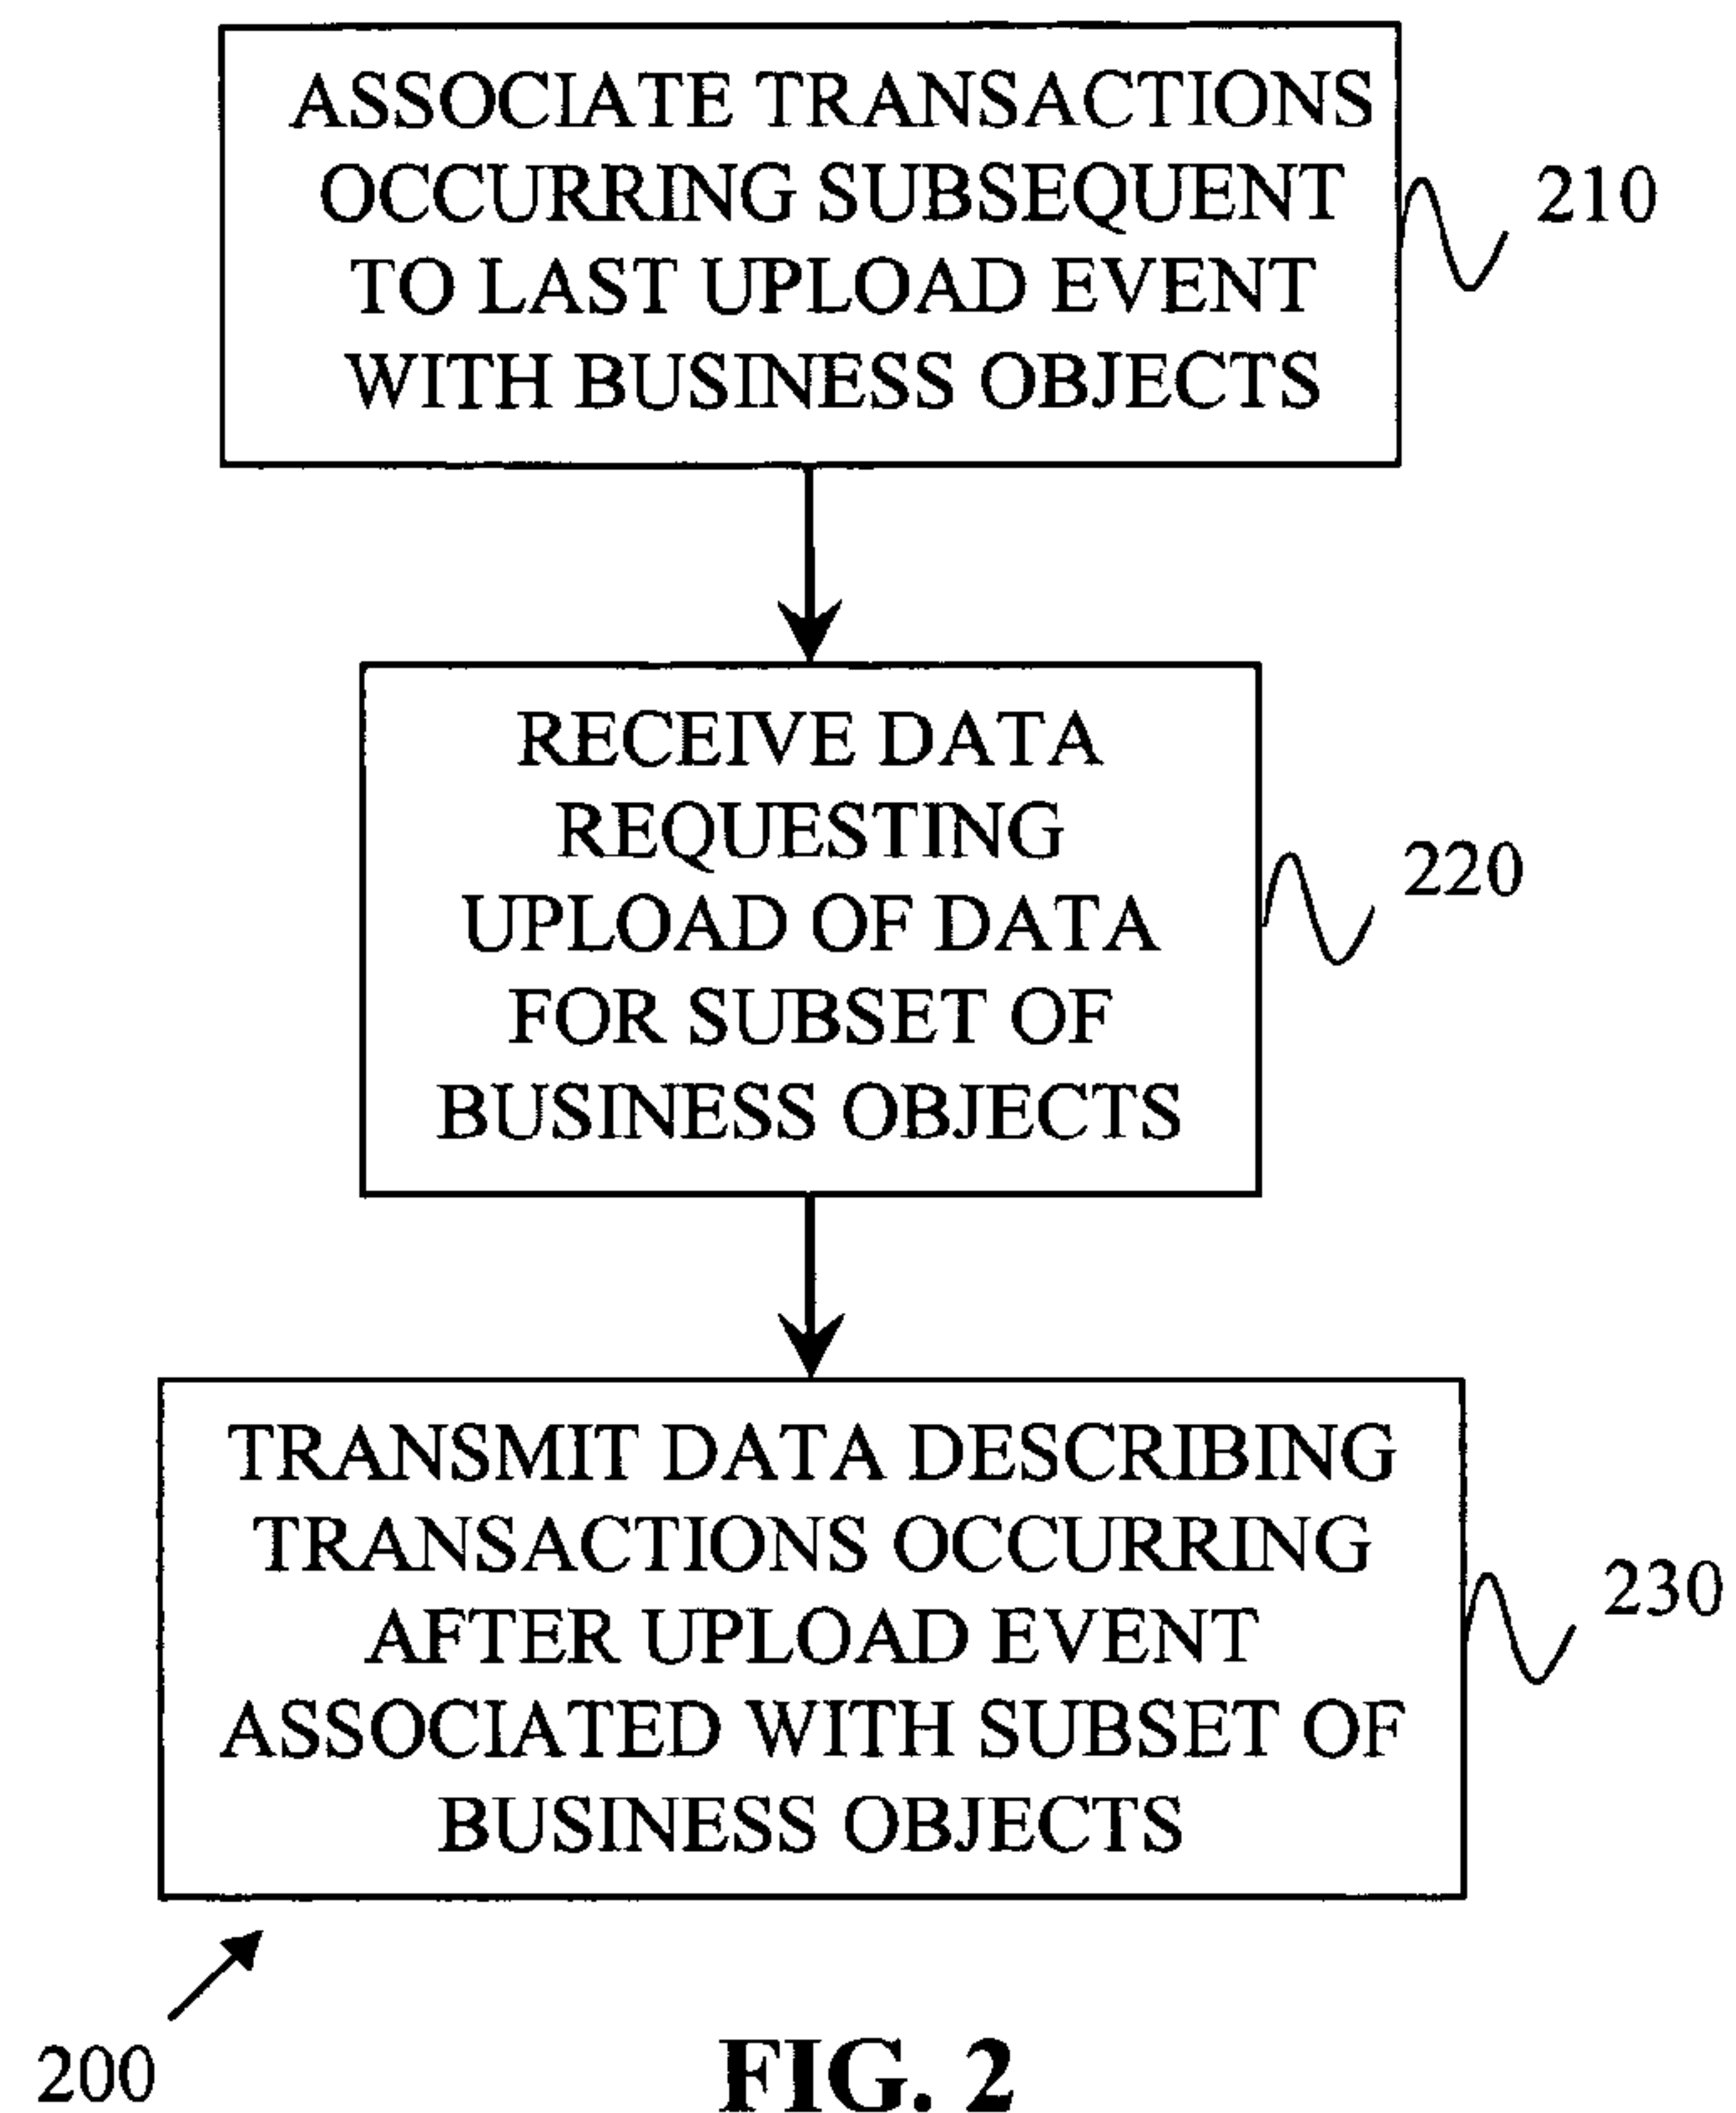 ASSOCIATE TRANSACTIONS
OCCURRING SUBSEQUENT
TO LAST UPLOAD EVENT
WITH BUSINESS OBJECTS
210
RECEIVE DATA
REQUESTING
UPLOAD OF DATA
FOR SUBSET OF
BUSINESS OBJECTS
220
TRANSMIT DATA DESCRIBING
TRANSACTIONS OCCURRING
AFTER UPLOAD EVENT
ASSOCIATED WITH SUBSET OF
BUSINESS OBJECTS
230
200
FIG. 2